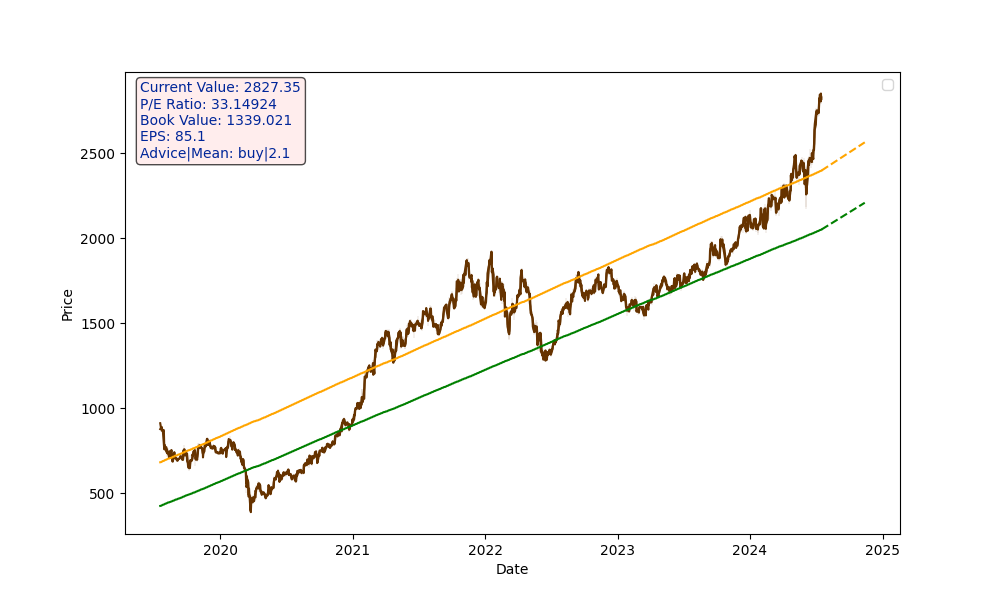 Current Value: 2827.35
P/E Ratio: 33.14924
Book Value: 1339.021
EPS: 85.1
Advice|Mean: buy|2.1
2500
2000
1500
1000
500
Price
2020 2021 2022 2023 2024 2025
Date